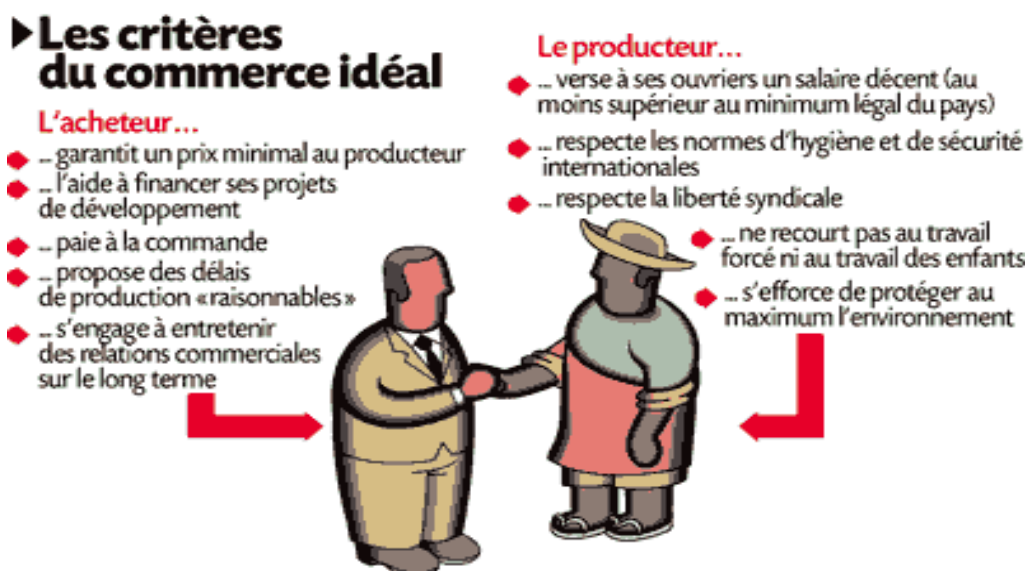 Les critères
du commerce idéal
L'acheteur...
... garantit un prix minimal au producteur
... l'aide à financer ses projets
de développement
... paie à la commande
... propose des délais
de production «raisonnables»
... s'engage à entretenir
des relations commerciales
sur le long terme
Le producteur...
... verse à ses ouvriers un salaire décent (au
moins supérieur au minimum légal du pays)
... respecte les normes d'hygiène et de sécurité
internationales
... respecte la liberté syndicale
... ne recourt pas au travail
forcé ni au travail des enfants
... s'efforce de protéger au
maximum l'environnement